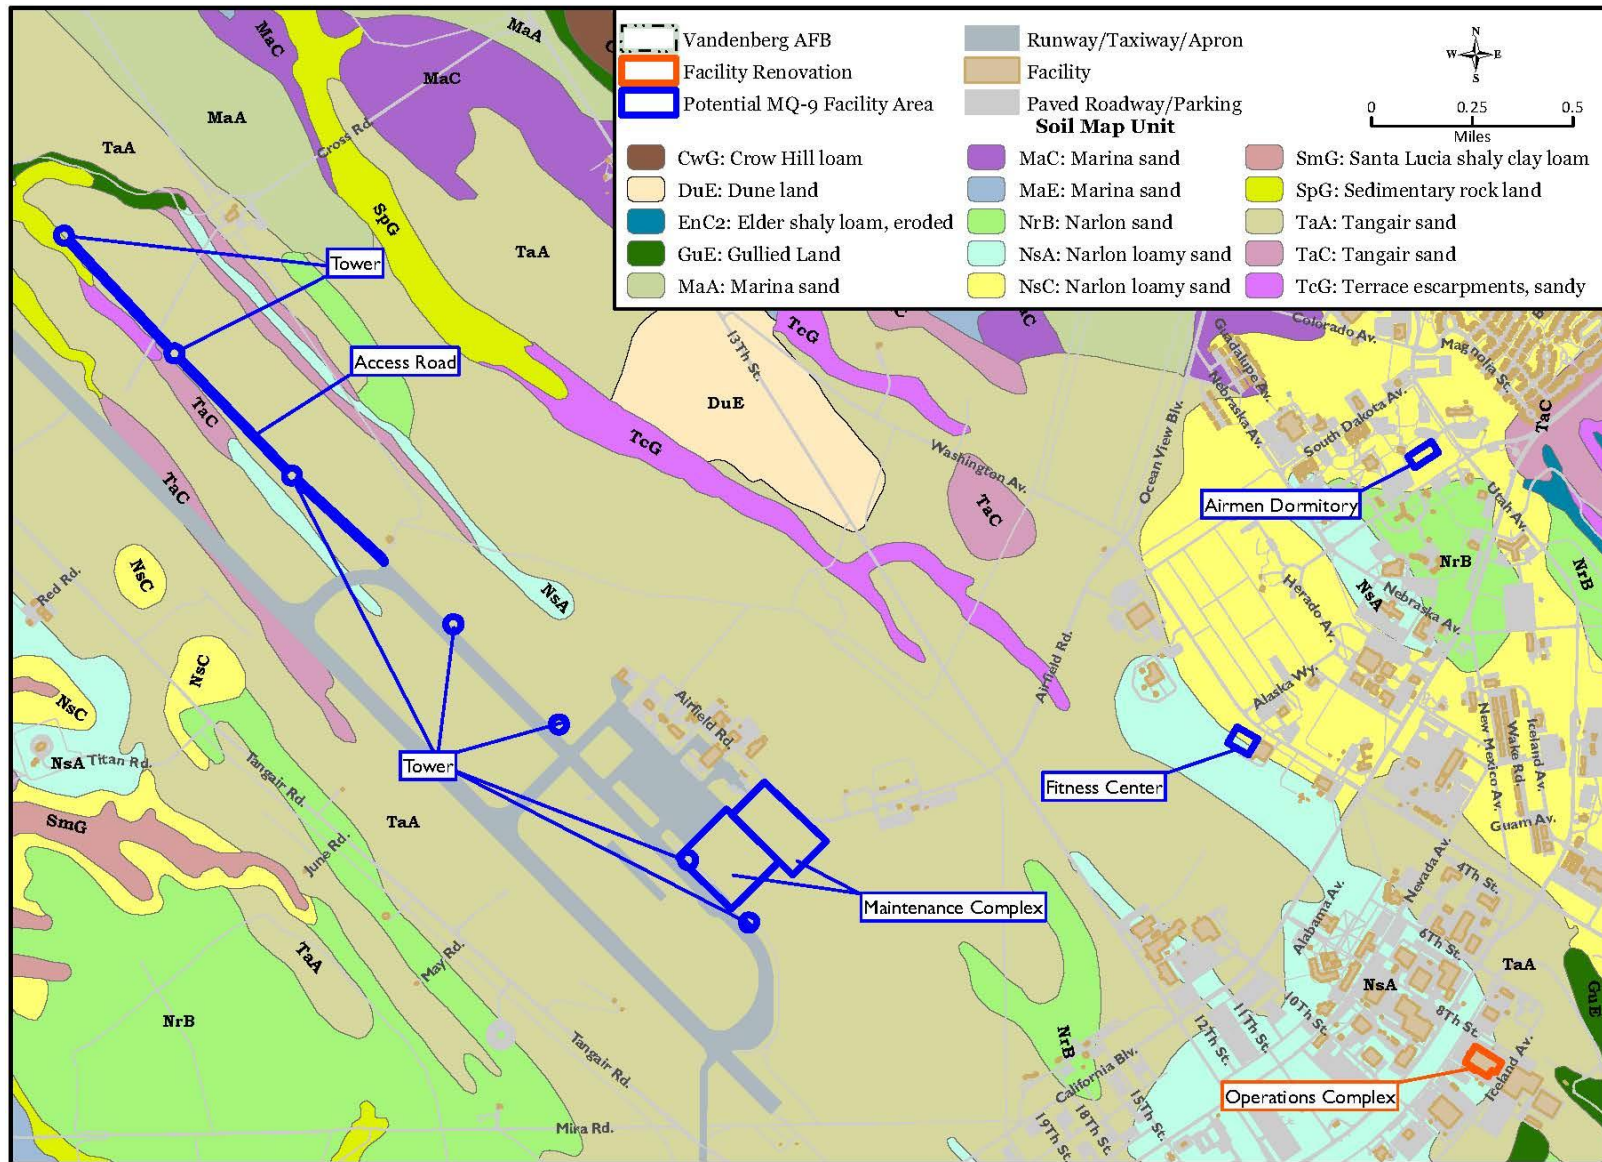 Vandenberg AFB
Facility Renovation
Potential MQ-9 Facility Area
Runway/Taxiway/Apron
Facility
Paved Roadway/Parking
N
W E
S
0 0.25 0.5
Miles
Soil Map Unit
CwG: Crow Hill loam
DuE: Dune land
EnC2: Elder shaly loam, eroded
GuE: Gullied Land
MaA: Marina sand
MaC: Marina sand
MaE: Marina sand
NrB: Narlon sand
NsA: Narlon loamy sand
NsC: Narlon loamy sand
SmG: Santa Lucia shaly clay loam
SpG: Sedimentary rock land
TaA: Tangair sand
TaC: Tangair sand
TcG: Terrace escarpments, sandy
MaC
MaA
MaC
MaA
Cross Rd.
TaA
SpG
TaA
Tower
Access Road
TaC
TaC
TcG
DuE
13Th St.
TcG
Washington Av.
TaC
Ocean View Blv.
Airfield Rd.
Guadalupe Av.
Nebraska Av.
Colorado Av.
Magnolia St.
South Dakota Av.
TaC
Airmen Dormitory
Utah Av.
NrB
NrB
NsA
Nebraska Av.
Herado Av.
Alaska Wy.
New Mexico Av.
Wake Rd.
Iceland Av.
Guam Av.
Fitness Center
Red Rd.
NsC
NsA
NsC
NsC
NsA
Titan Rd.
Tangair Rd.
Airfield Rd.
Tower
SmG
TaA
June Rd.
Maintenance Complex
TaA
May Rd.
NrB
Tangair Rd.
Mira Rd.
NrB
California Blv.
19Th St.
18Th St.
15Th St.
12Th St.
11Th St.
10Th St.
Alabama Av.
Nevada Av.
4Th St.
6Th St.
8Th St.
NsA
TaA
GuE
Iceland Av.
Operations Complex